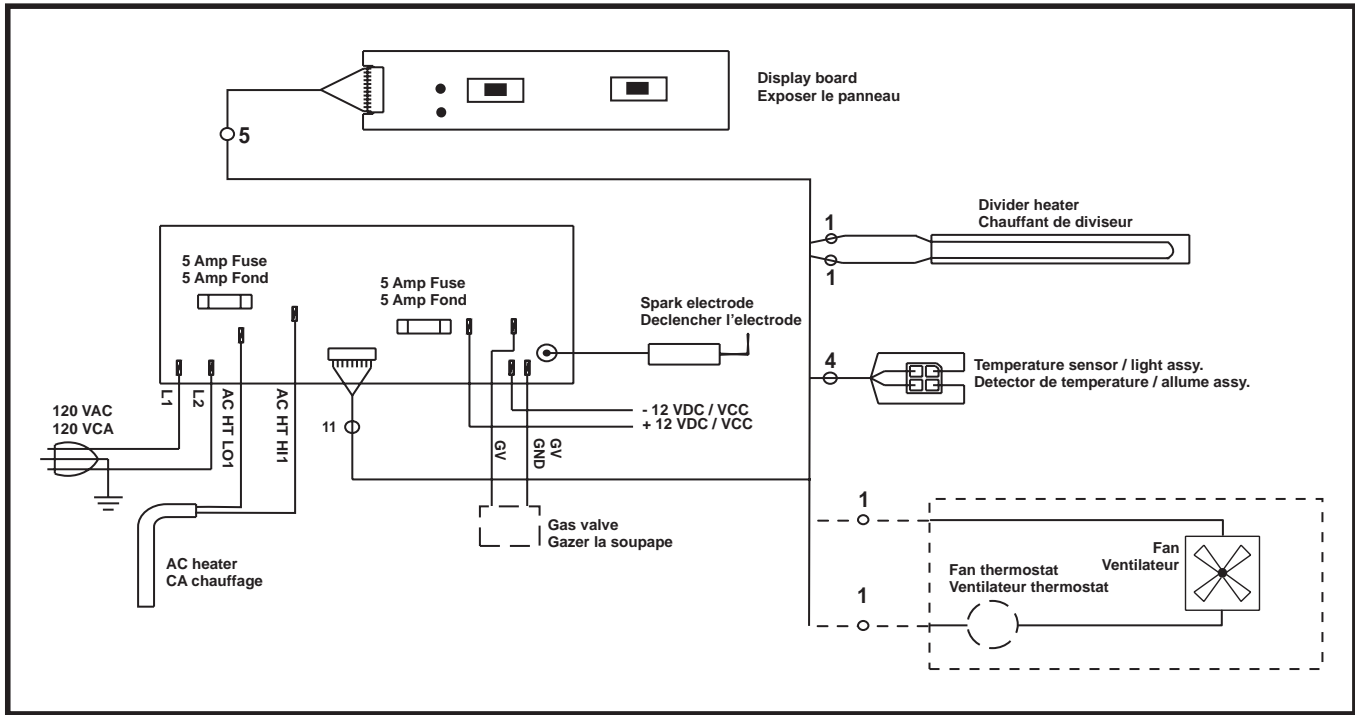 Display board
Exposer le panneau
5
Divider heater
Chauffant de diviseur
1
1
5 Amp Fuse
5 Amp Fond
5 Amp Fuse
5 Amp Fond
Spark electrode
Declencher l'electrode
4
Temperature sensor / light assy.
Detector de temperature / allume assy.
L1
L2
AC HT LO1
AC HT HI1
120 VAC
120 VCA
11
- 12 VDC / VCC
+ 12 VDC / VCC
GV
GV
GND
Gas valve
Gazer la soupape
AC heater
CA chauffage
1
Fan
Ventilateur
Fan thermostat
Ventilateur thermostat
1